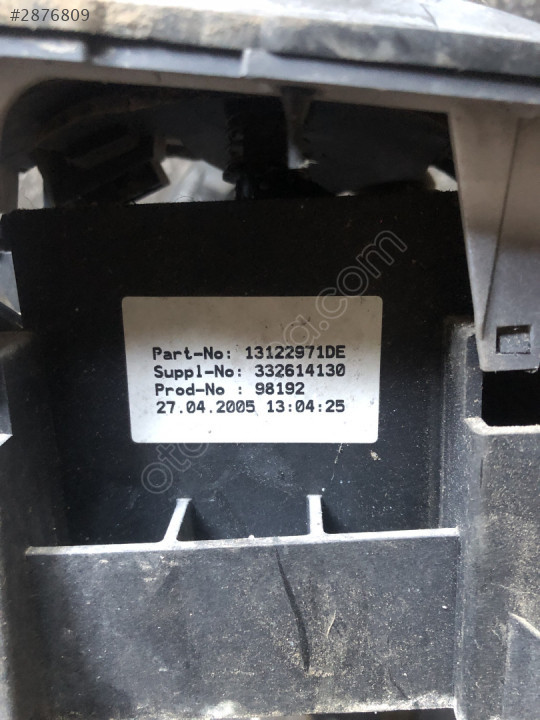 #2876809
Part-No: 13122971DE
Suppl-No: 332614130
Prod-No : 98192
27.04.2005 13:04:25